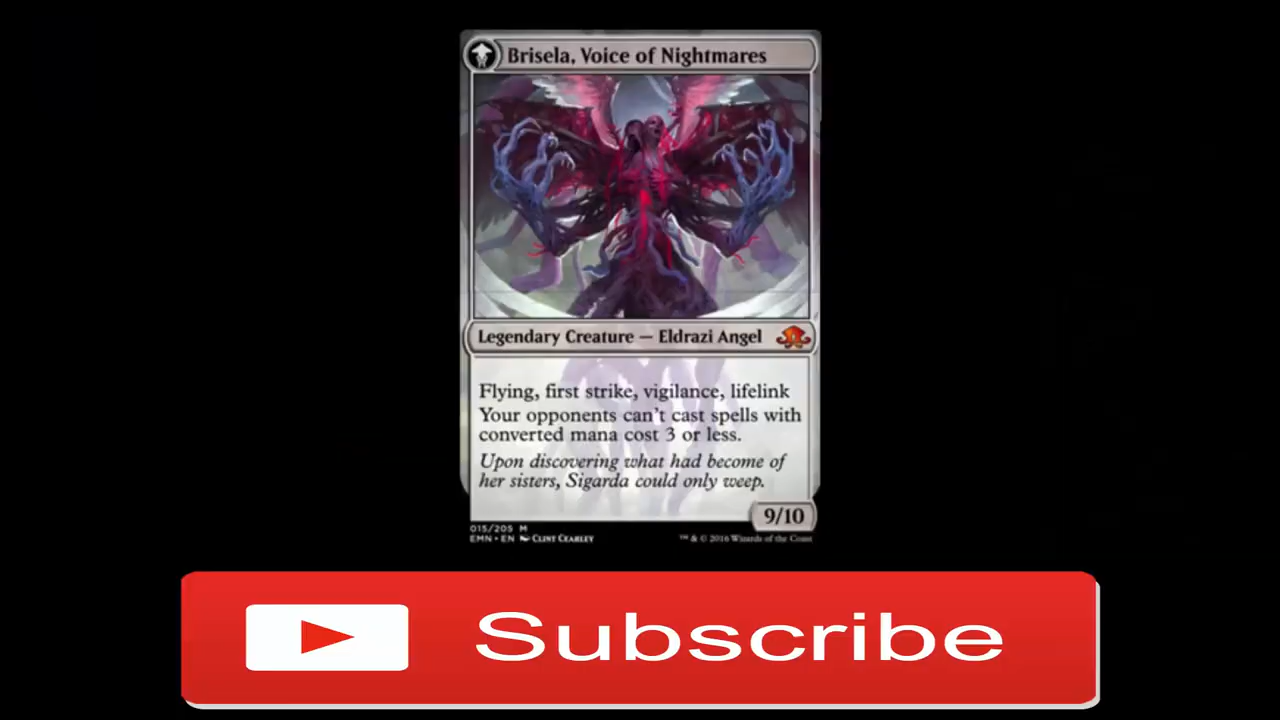 Brisela, Voice of Nightmares
Legendary Creature — Eldrazi Angel
Flying, first strike, vigilance, lifelink
Your opponents can't cast spells with
converted mana cost 3 or less.
Upon discovering what had become of
her sisters, Sigarda could only weep.
9/10
015/205 M
EMN • EN Clint Cearley
™ & © 2016 Wizards of the Coast
Subscribe